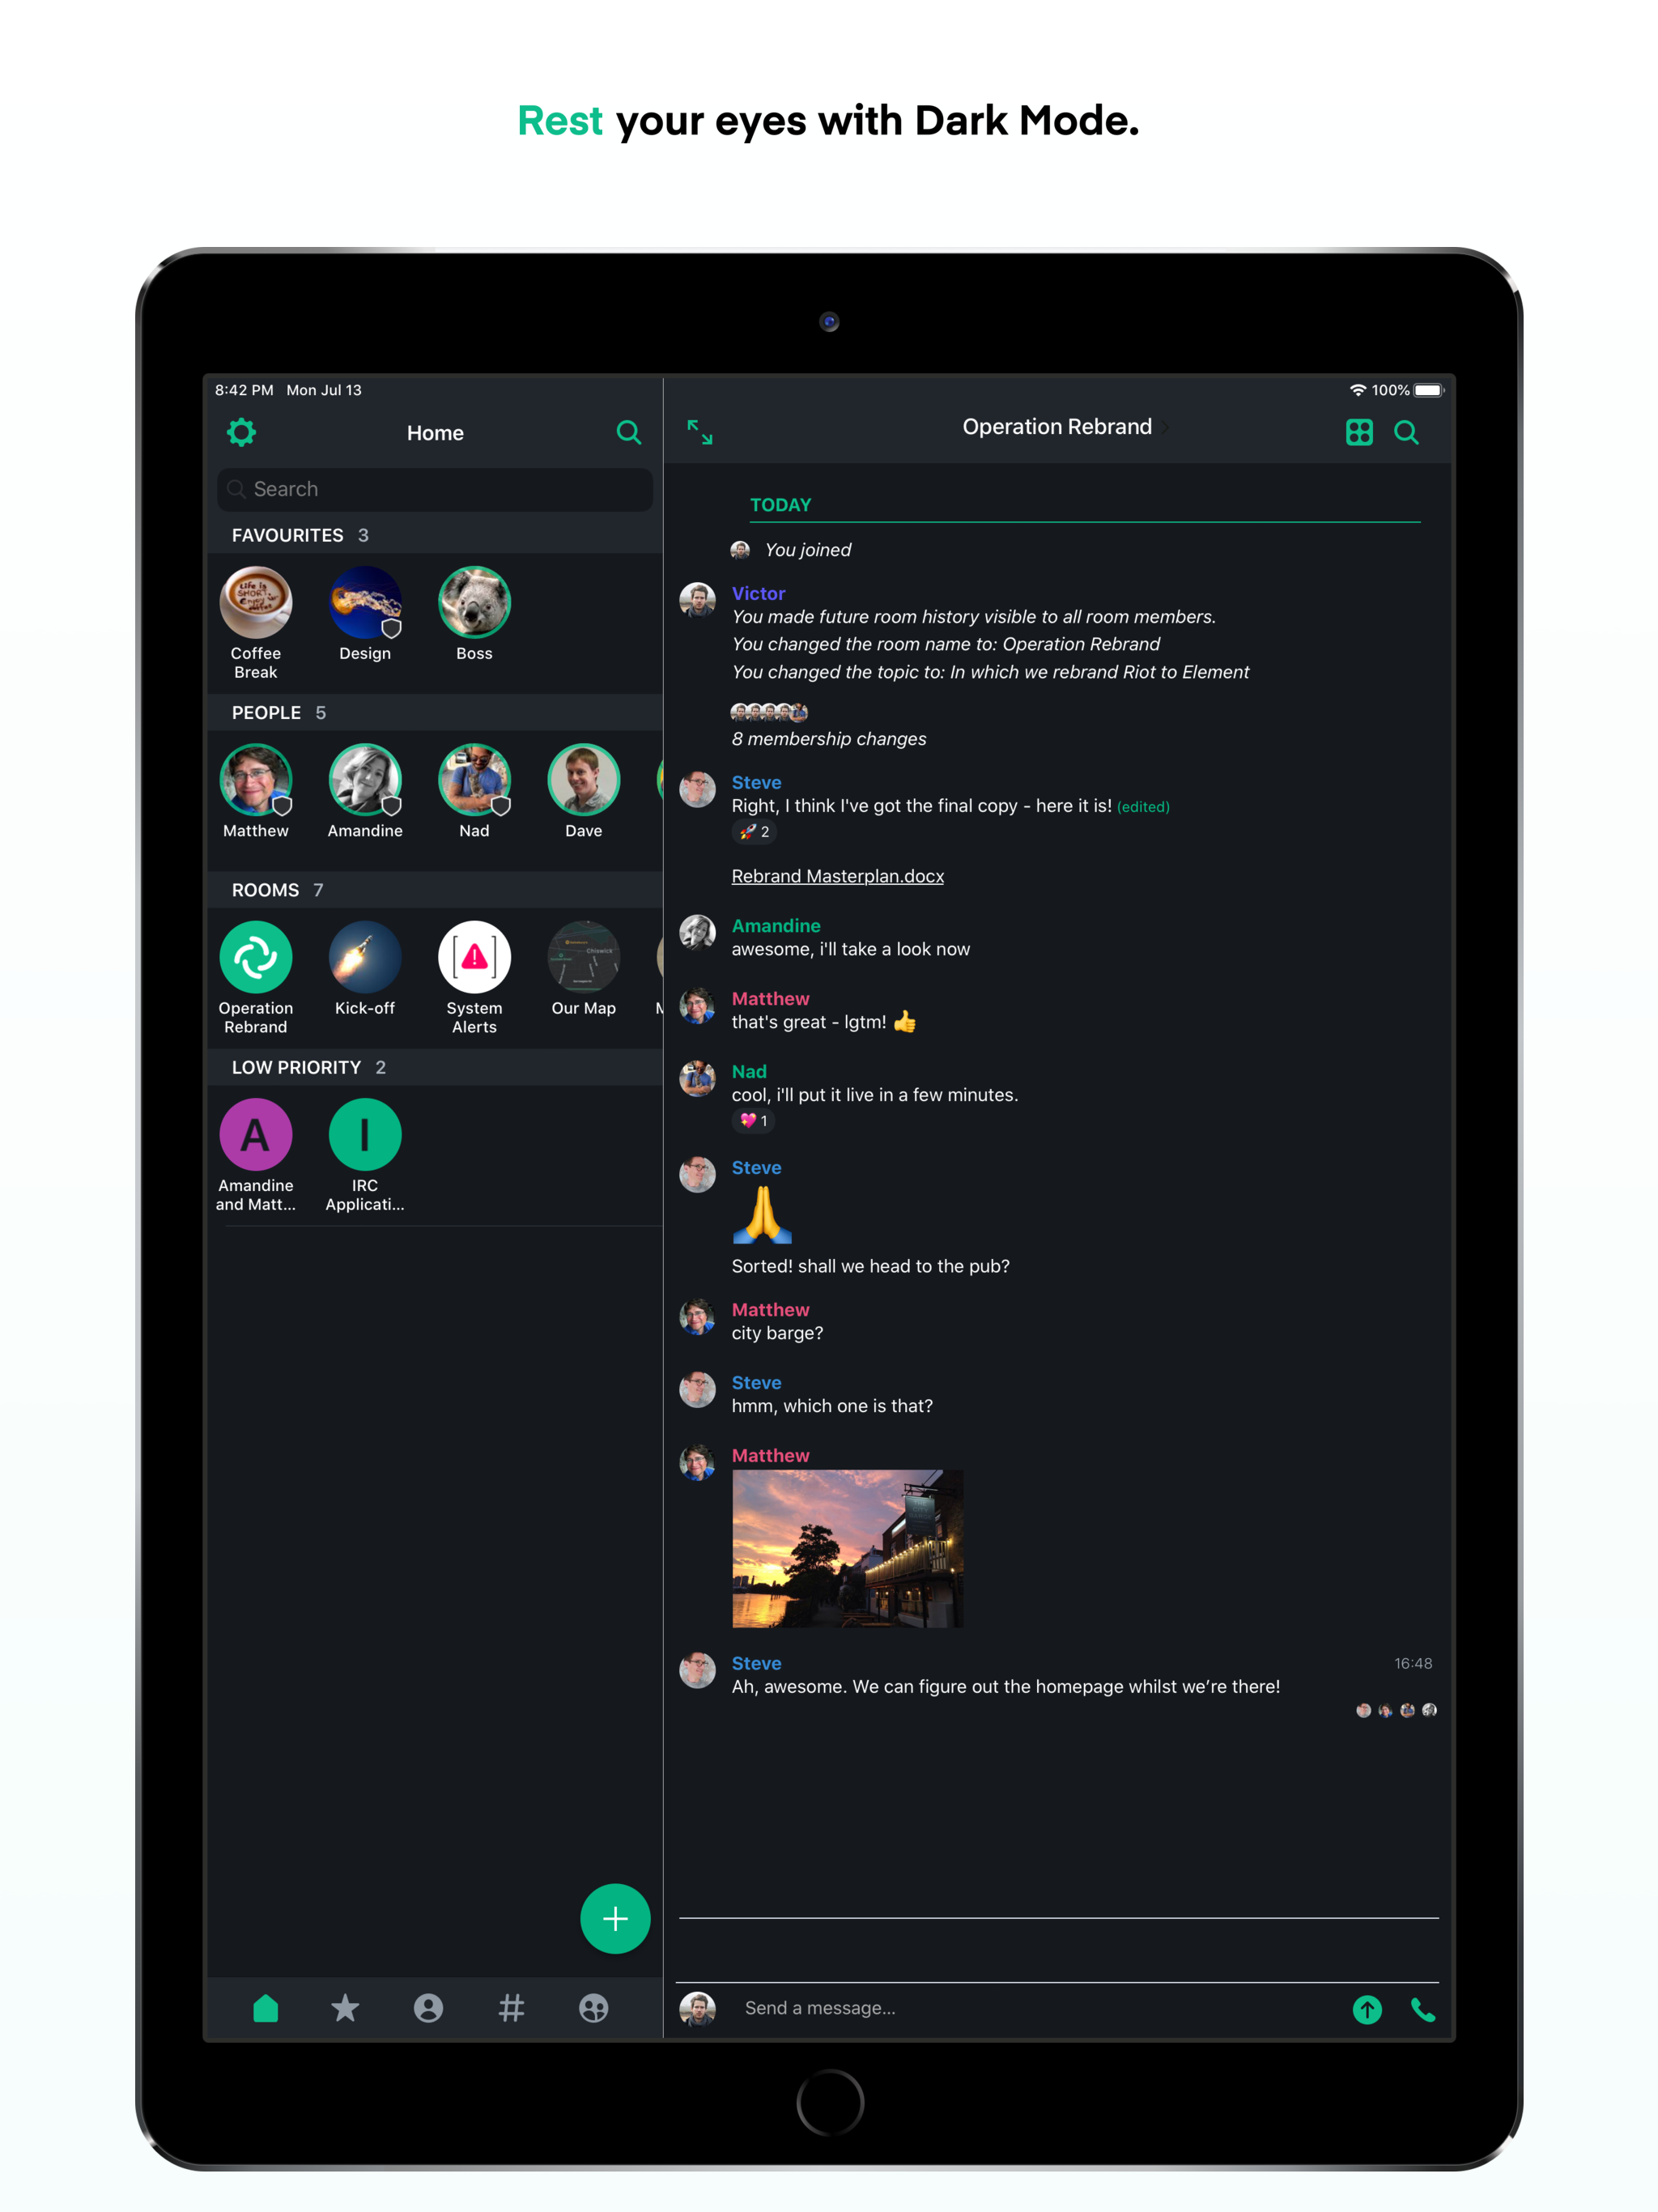 Rest your eyes with Dark Mode.
8:42 PM Mon Jul 13
100%
Home
Search
FAVOURITES 3
Life is
SHORT.
Enjoy
Coffee
Break
Design
Boss
PEOPLE 5
Matthew
Amandine
Nad
Dave
ROOMS 7
Chiswick
Operation
Rebrand
Kick-off
System
Alerts
Our Map
LOW PRIORITY 2
A
I
Amandine
and Matt...
IRC
Applicati...
Operation Rebrand
TODAY
You joined
Victor
You made future room history visible to all room members.
You changed the room name to: Operation Rebrand
You changed the topic to: In which we rebrand Riot to Element
8 membership changes
Steve
Right, I think I've got the final copy - here it is! (edited)
🚀 2
Rebrand Masterplan.docx
Amandine
awesome, i'll take a look now
Matthew
that's great - lgtm! 👍
Nad
cool, i'll put it live in a few minutes.
💖 1
Steve
🙏
Sorted! shall we head to the pub?
Matthew
city barge?
Steve
hmm, which one is that?
Matthew
Steve
16:48
Ah, awesome. We can figure out the homepage whilst we’re there!
Send a message...